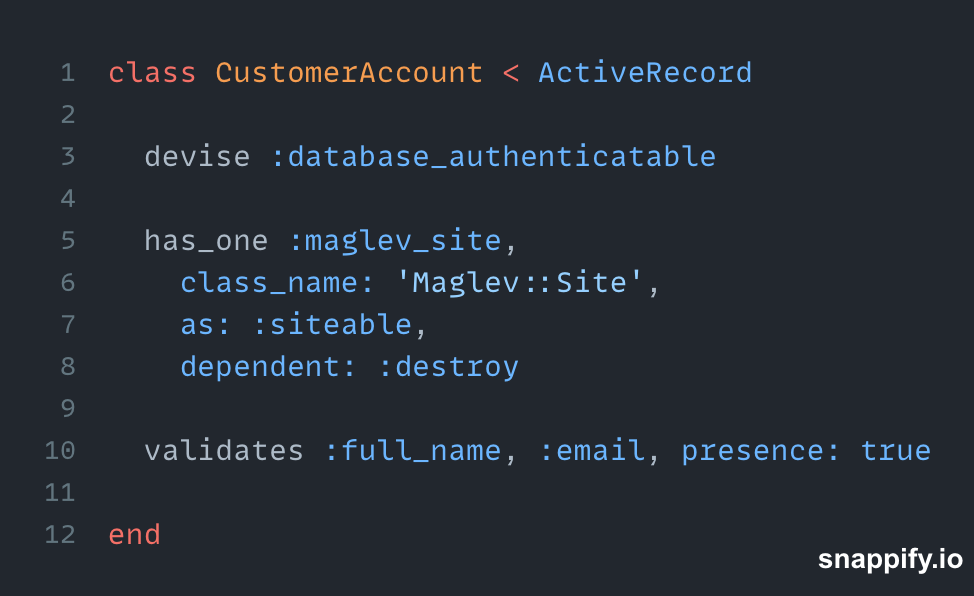 1 class CustomerAccount < ActiveRecord
2
3   devise :database_authenticatable
4
5   has_one :maglev_site,
6     class_name: 'Maglev::Site',
7     as: :siteable,
8     dependent: :destroy
9
10   validates :full_name, :email, presence: true
11
12 end
snappify.io